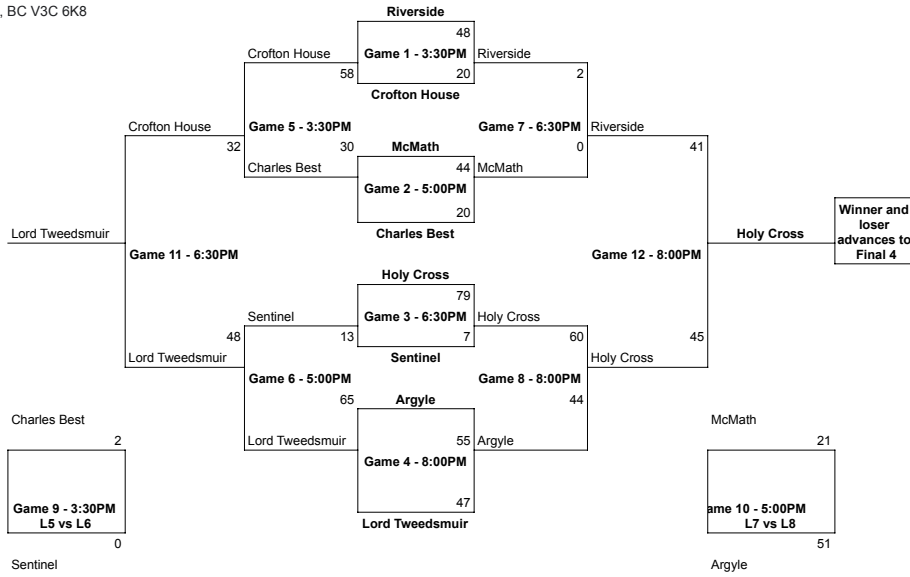 , BC V3C 6K8
Riverside
48
Crofton House
Game 1 - 3:30PM
Riverside
58
20
2
Crofton House
Crofton House
Game 5 - 3:30PM
Game 7 - 6:30PM
Riverside
32
30
McMath
0
41
Charles Best
44
McMath
Game 2 - 5:00PM
20
Charles Best
Lord Tweedsmuir
Holy Cross
Winner and
loser
advances to
Final 4
Game 11 - 6:30PM
Game 12 - 8:00PM
Holy Cross
79
Sentinel
Game 3 - 6:30PM
Holy Cross
48
13
7
60
45
Lord Tweedsmuir
Sentinel
Holy Cross
Game 6 - 5:00PM
Game 8 - 8:00PM
65
Argyle
44
Charles Best
McMath
2
Lord Tweedsmuir
55
Argyle
21
Game 4 - 8:00PM
47
Game 9 - 3:30PM
L5 vs L6
ame 10 - 5:00PM
L7 vs L8
Lord Tweedsmuir
0
51
Sentinel
Argyle